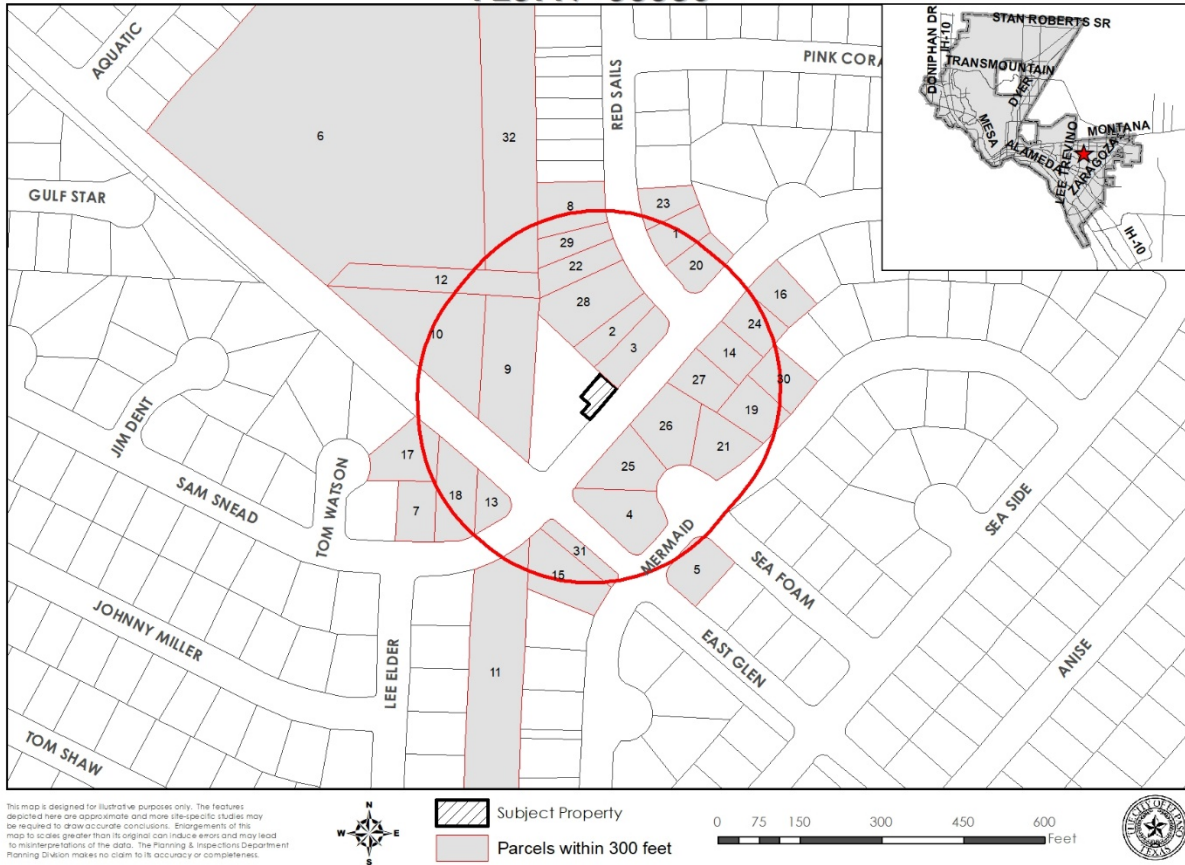 AQUATIC
RED SAILS
PINK CORA
6
32
GULF STAR
8
23
29
1
22
20
12
28
16
10
2
24
3
14
9
27
30
19
26
21
JIM DENT
17
25
SAM SNEAD
TOM WATSON
18
13
7
4
SEA SIDE
MERMAID
31
15
5
SEA FOAM
JOHNNY MILLER
EAST GLEN
LEE ELDER
11
ANISE
TOM SHAW
STAN ROBERTS SR
DONIPHAN DR
IH-10
TRANSMOUNTAIN
DYER
MESA
MONTANA
ALAMEDA
LEE TREVINO
ZARAGOZA
IH-10
This map is designed for illustrative purposes only. The features
depicted here are approximate and more site-specific studies may
be required to draw accurate conclusions. Enlargements of this
map to scales greater than its original can induce errors and may lead
to misinterpretations of the data. The Planning & Inspections Department
Planning Division makes no claim to its accuracy or completeness.
N
W E
S
Subject Property
Parcels within 300 feet
0 75 150 300 450 600
Feet
THE CITY OF EL PASO
TEXAS